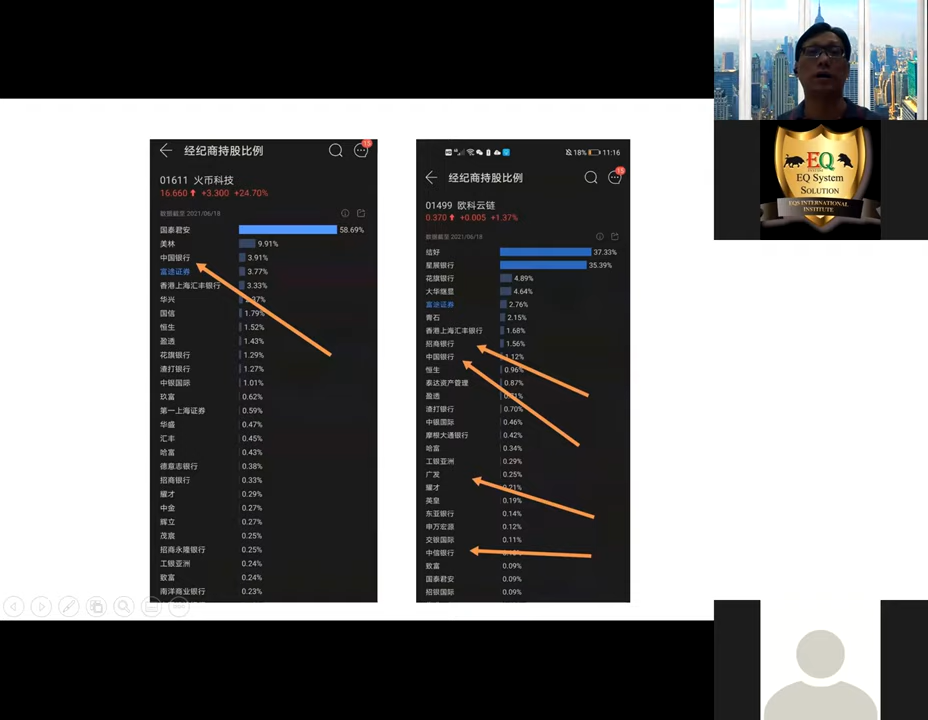 经纪商持股比例
15
01611 火币科技
16.660 +3.300 +24.70%
数据截至 2021/06/18
国泰君安 58.69%
美林 9.91%
中国银行 3.91%
富途证券 3.77%
香港上海汇丰银行 3.33%
华兴
国信 1.79%
恒生 1.52%
盈透 1.43%
花旗银行 1.29%
渣打银行 1.27%
中银国际 1.01%
玖富 0.62%
第一上海证券 0.59%
华盛 0.47%
汇丰 0.45%
哈富 0.43%
德意志银行 0.38%
招商银行 0.33%
耀才 0.29%
中金 0.27%
辉立 0.27%
茂宸 0.25%
招商永隆银行 0.25%
工银亚洲 0.24%
致富 0.24%
南洋商业银行 0.23%
18% 11:16
经纪商持股比例
15
01499 欧科云链
0.370 +0.005 +1.37%
数据截至 2021/06/18
结好 37.33%
星展银行 35.39%
花旗银行 4.89%
大华继显 4.64%
富途证券 2.76%
青石 2.15%
香港上海汇丰银行 1.68%
招商银行 1.56%
中国银行 1.12%
恒生 0.96%
泰达资产管理 0.87%
盈透
渣打银行 0.70%
中银国际 0.46%
摩根大通银行 0.42%
哈富 0.34%
工银亚洲 0.29%
广发 0.25%
耀才 0.21%
英皇 0.19%
东亚银行 0.14%
申万宏源 0.12%
交银国际 0.11%
中信银行
致富 0.09%
国泰君安 0.09%
招银国际 0.09%
EQ
EQ System
Solution
EQS INTERNATIONAL
INSTITUTE